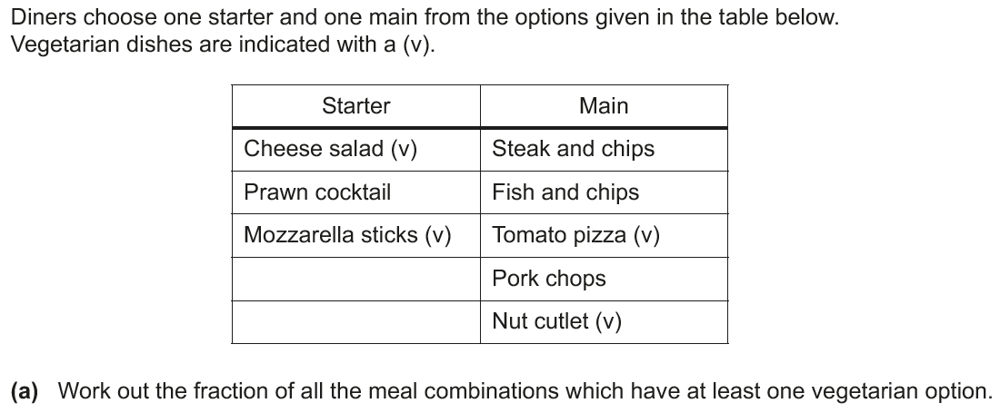 Diners choose one starter and one main from the options given in the table below.
Vegetarian dishes are indicated with a (v).
Starter Main
Cheese salad (v) Steak and chips
Prawn cocktail Fish and chips
Mozzarella sticks (v) Tomato pizza (v)
Pork chops
Nut cutlet (v)
(a) Work out the fraction of all the meal combinations which have at least one vegetarian option.